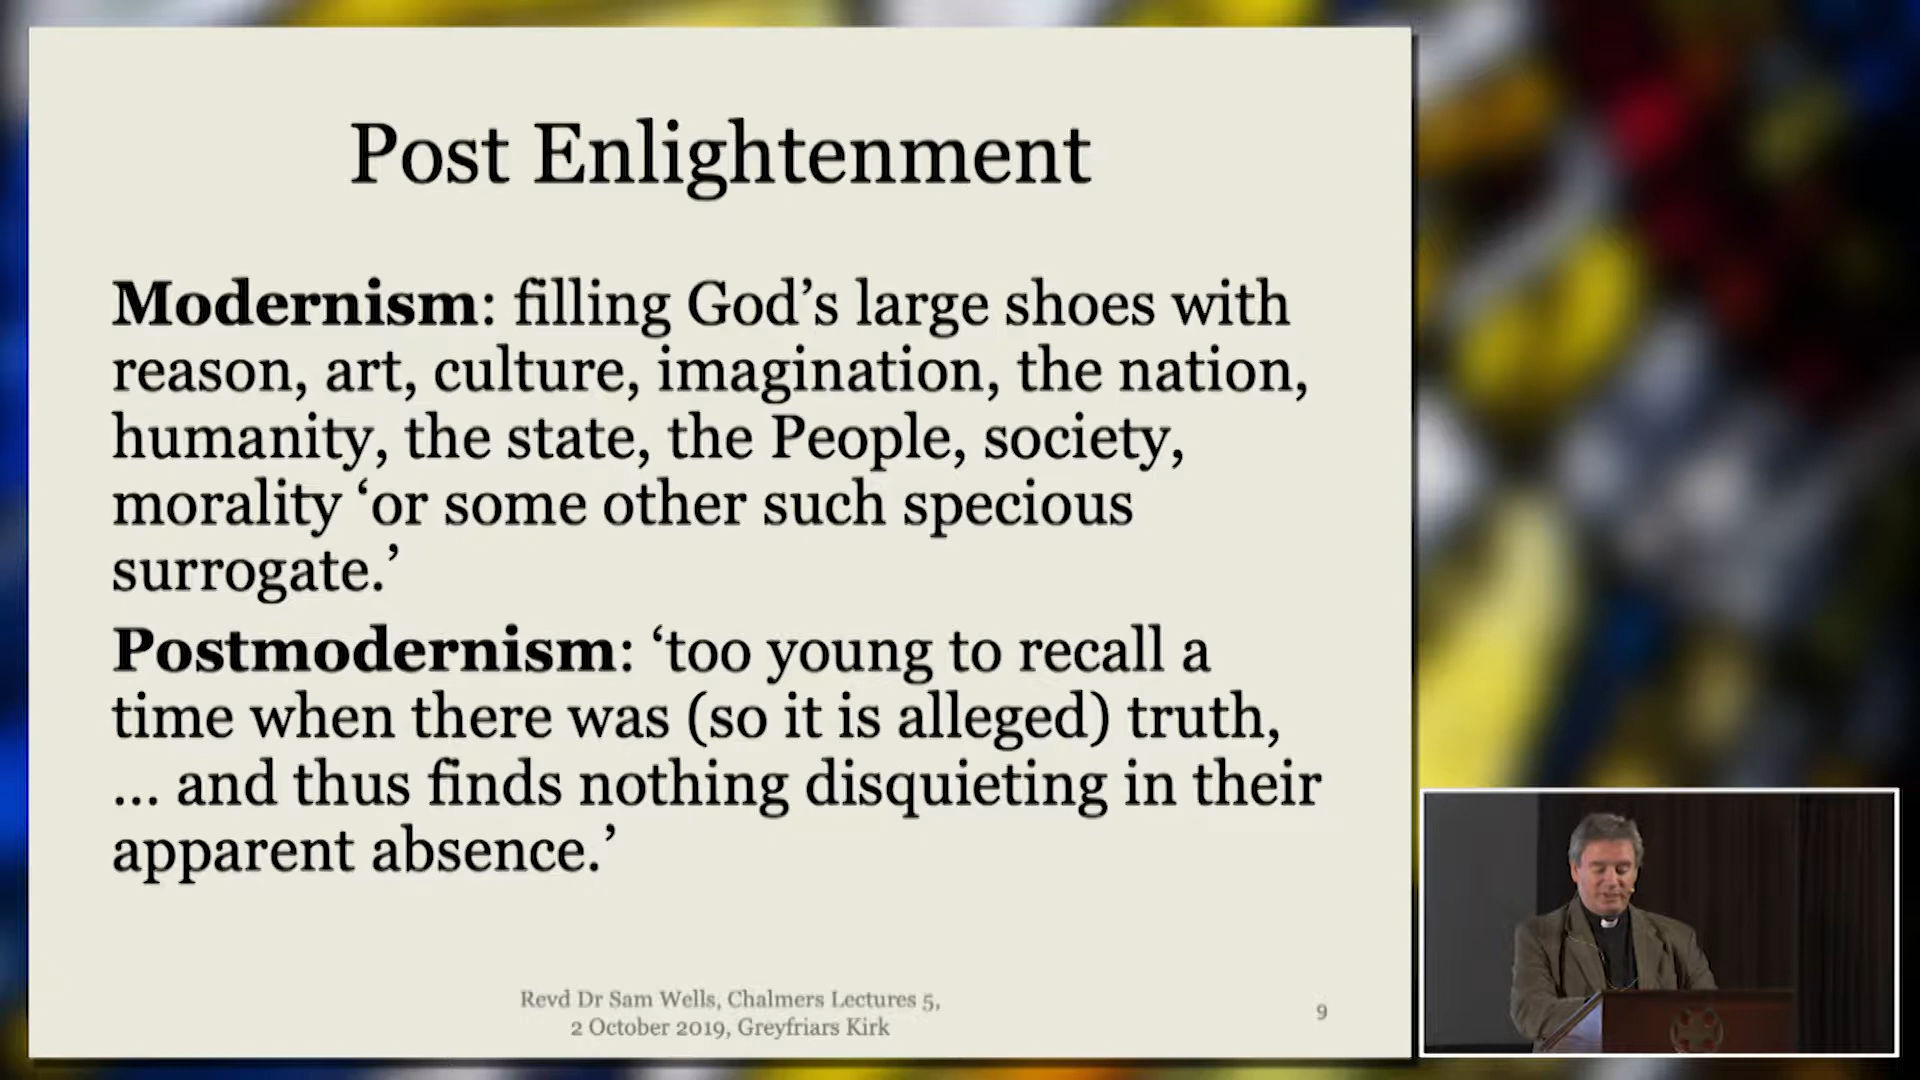 Post Enlightenment
Modernism: filling God’s large shoes with
reason, art, culture, imagination, the nation,
humanity, the state, the People, society,
morality ‘or some other such specious
surrogate.’
Postmodernism: ‘too young to recall a
time when there was (so it is alleged) truth,
... and thus finds nothing disquieting in their
apparent absence.’
Revd Dr Sam Wells, Chalmers Lectures 5,
2 October 2019, Greyfriars Kirk
9